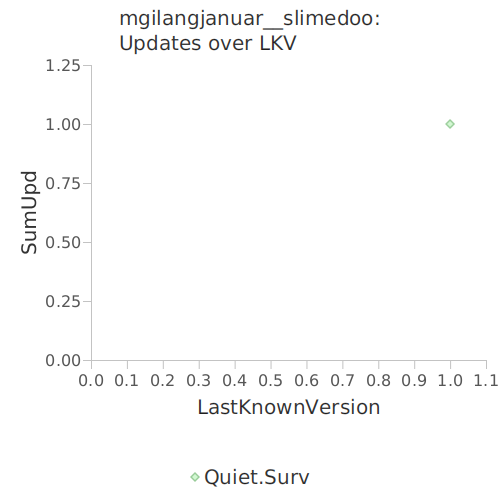 mgilangjanuar__slimedoo:
Updates over LKV
1.25
1.00
0.75
0.50
0.25
0.00
SumUpd
0.0 0.1 0.2 0.3 0.4 0.5 0.6 0.7 0.8 0.9 1.0 1.1
LastKnownVersion
Quiet.Surv